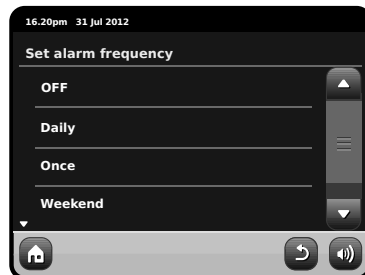 16.20pm 31 Jul 2012
Set alarm frequency
OFF
Daily
Once
Weekend